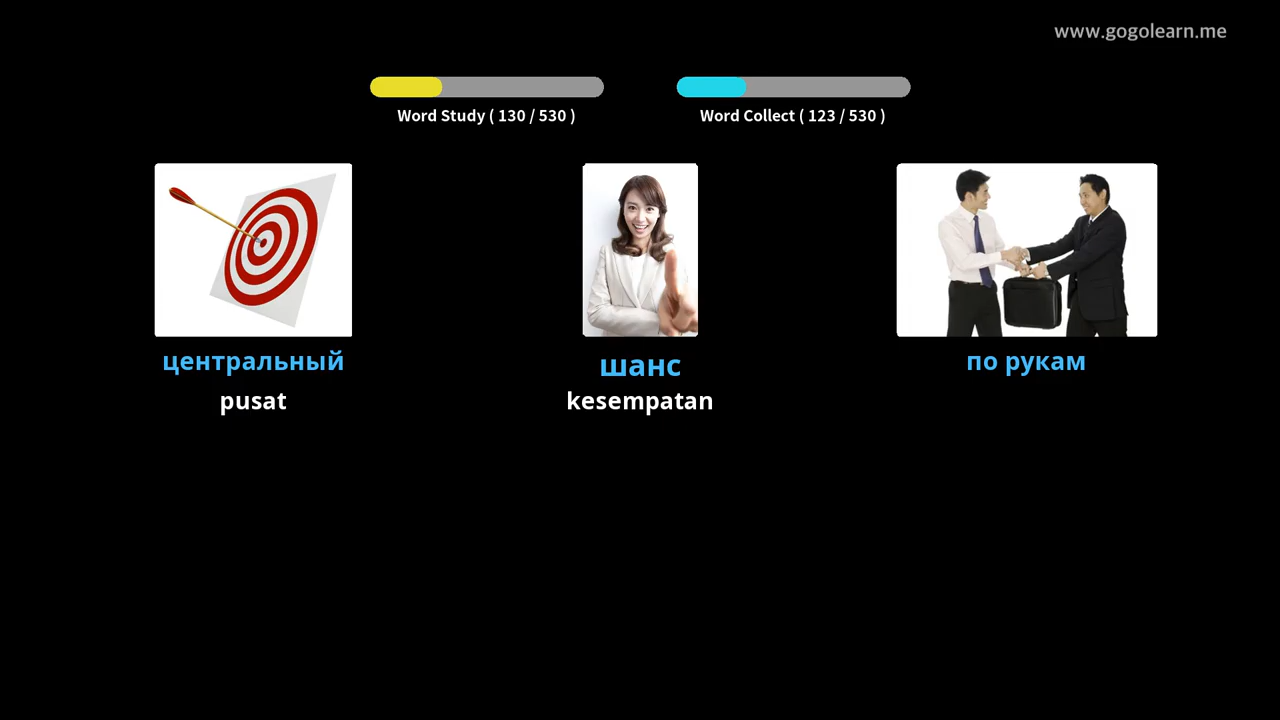 www.gogolearn.me
Word Study ( 130 / 530 )
Word Collect ( 123 / 530 )
центральный
шанс
по рукам
pusat
kesempatan